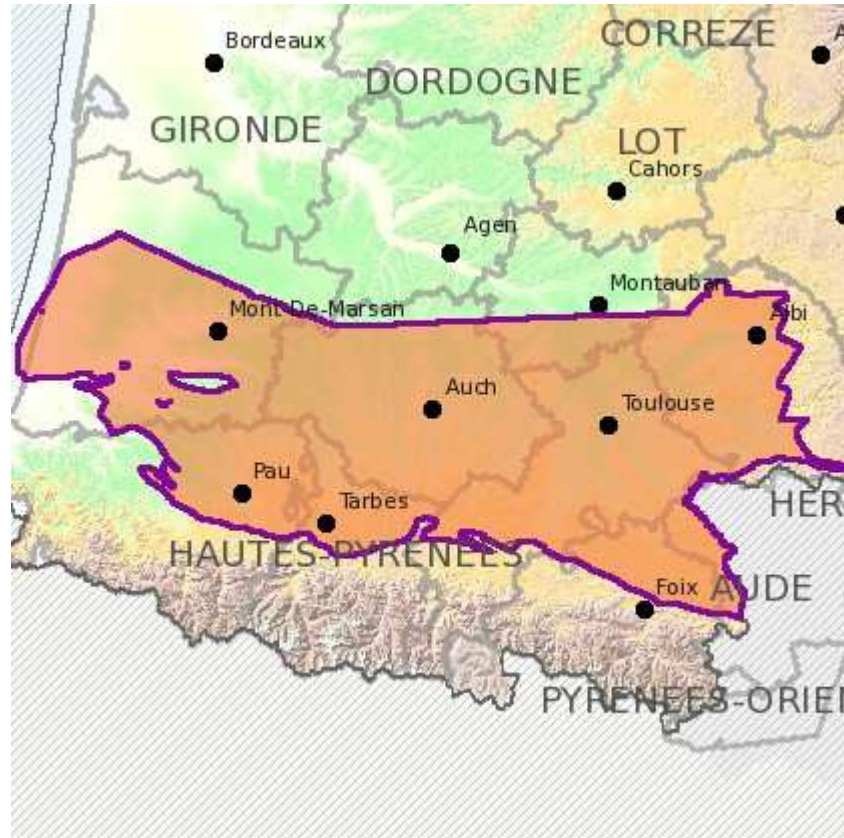 CORREZE
A
Bordeaux
DORDOGNE
GIRONDE
LOT
Cahors
Agen
Montauban
Mont-De-Marsan
Albi
Auch
Toulouse
Pau
Tarbes
HER
HAUTES-PYRENEES
Foix
AUDE
PYRENEES-ORIEN